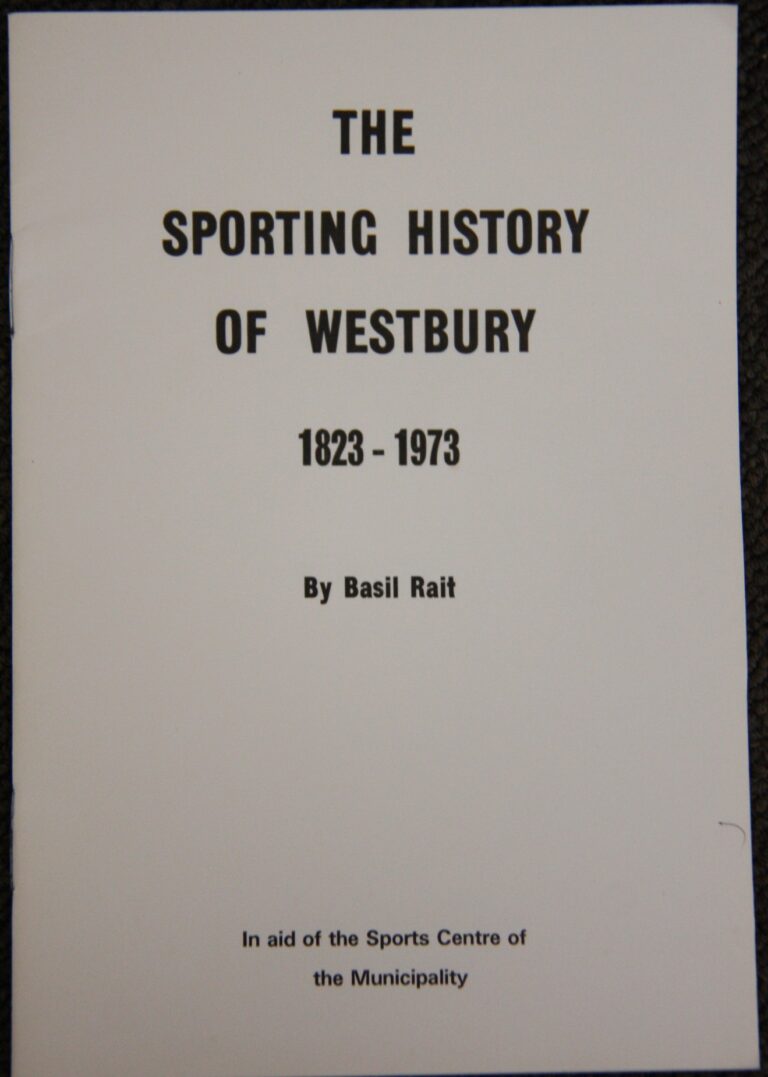 THE
SPORTING HISTORY
OF WESTBURY
1823 - 1973
By Basil Rait
In aid of the Sports Centre of
the Municipality